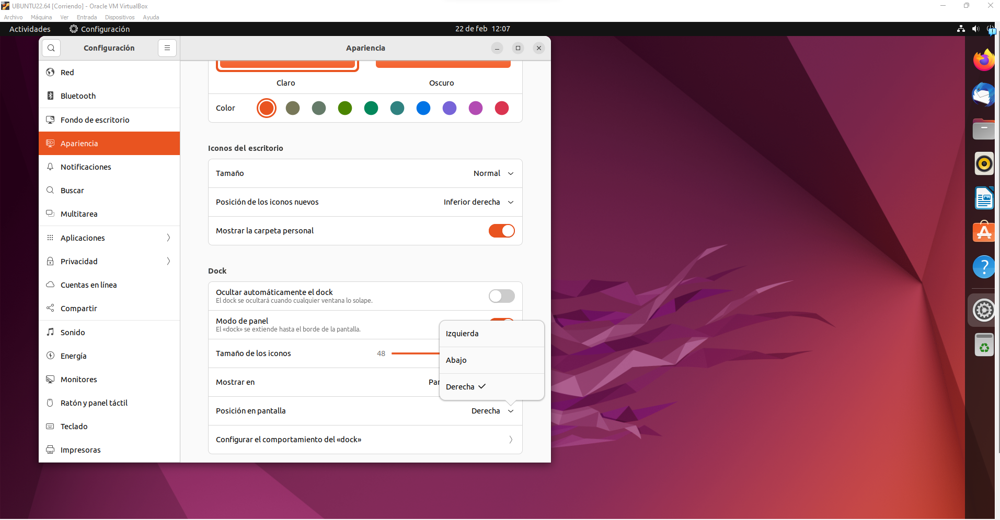 UBUNTU22.64 [Corriendo] - Oracle VM VirtualBox
Archivo Máquina Ver Entrada Dispositivos Ayuda
Actividades Configuración 22 de feb 12:07
Configuración Apariencia
Red
Bluetooth
Fondo de escritorio
Apariencia
Notificaciones
Buscar
Multitarea
Aplicaciones
Privacidad
Cuentas en línea
Compartir
Sonido
Energía
Monitores
Ratón y panel táctil
Teclado
Impresoras
Claro Oscuro
Color
Iconos del escritorio
Tamaño Normal
Posición de los iconos nuevos Inferior derecha
Mostrar la carpeta personal
Dock
Ocultar automáticamente el dock
El dock se ocultará cuando cualquier ventana lo solape.
Modo de panel
El «dock» se extiende hasta el borde de la pantalla.
Tamaño de los iconos 48
Mostrar en Pan
Izquierda
Abajo
Derecha
Posición en pantalla Derecha
Configurar el comportamiento del «dock»